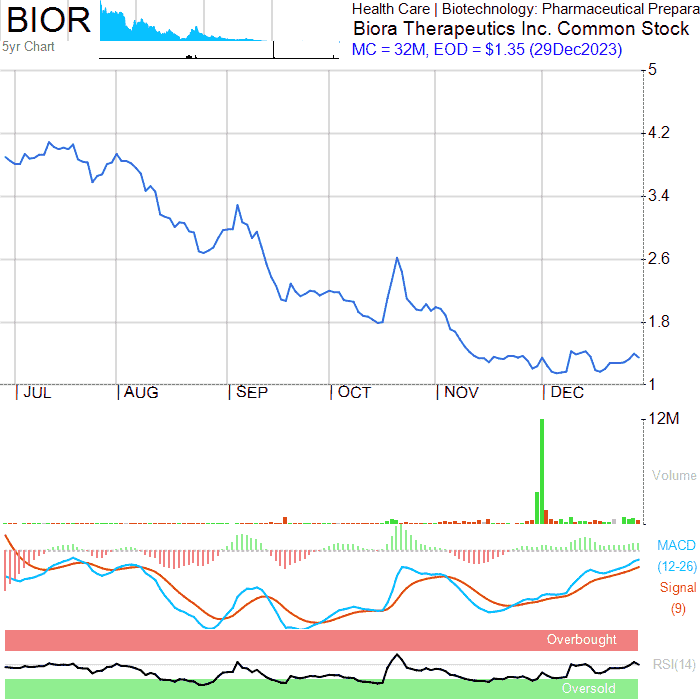 BIOR
5yr Chart
Health Care | Biotechnology: Pharmaceutical Prepara
Biora Therapeutics Inc. Common Stock
MC = 32M, EOD = $1.35 (29Dec2023)
5
4.2
3.4
2.6
1.8
1
JUL
AUG
SEP
OCT
NOV
DEC
12M
Volume
MACD
(12-26)
Signal
(9)
Overbought
RSI(14)
Oversold